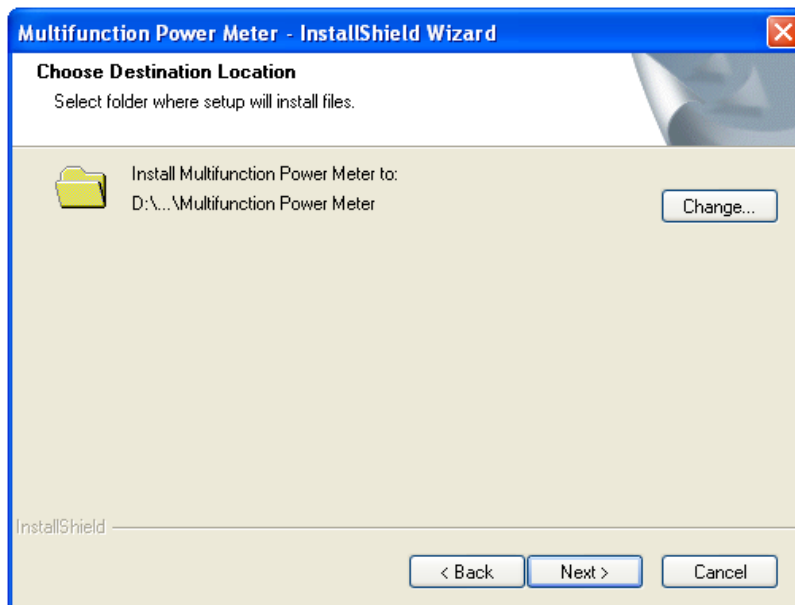 Multifunction Power Meter - InstallShield Wizard
Choose Destination Location
Select folder where setup will install files.
Install Multifunction Power Meter to:
D:\...\Multifunction Power Meter
Change...
InstallShield
< Back
Next >
Cancel